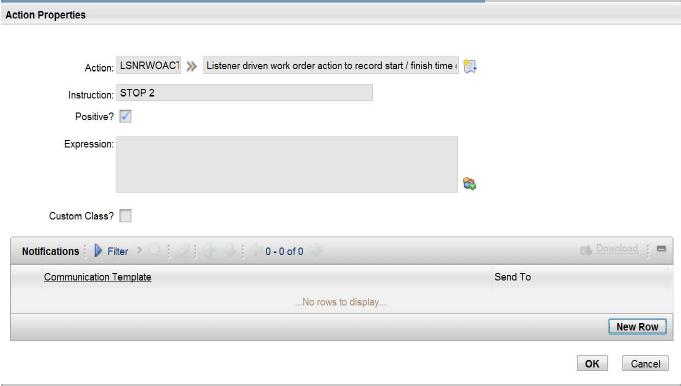 Action Properties
Action: LSNRWOACT Listener driven work order action to record start / finish time
Instruction: STOP 2
Positive?
Expression:
Custom Class?
Notifications Filter 0 - 0 of 0 Download
Communication Template Send To
...No rows to display...
New Row
OK Cancel